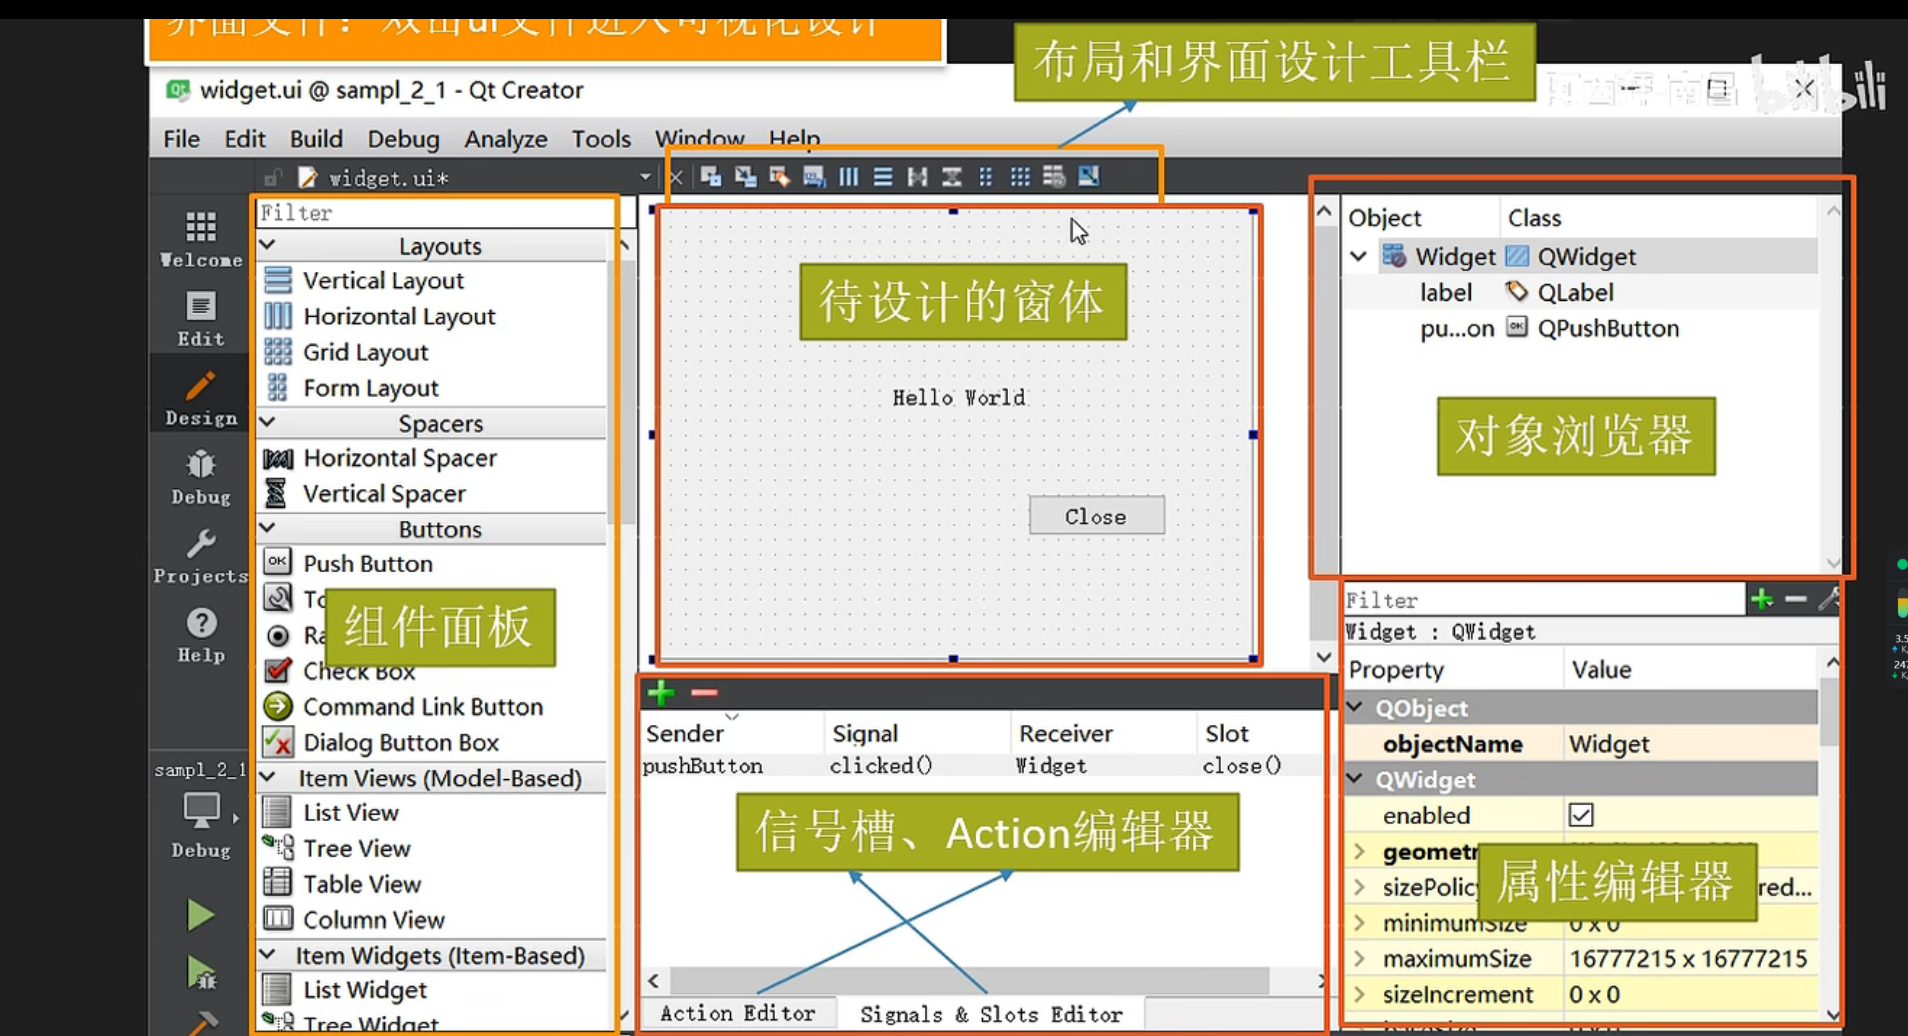 界面文件：双击ui文件进入可视化设计
布局和界面设计工具栏
widget.ui @ sampl_2_1 - Qt Creator
bilibili
File Edit Build Debug Analyze Tools Window Help
widget.ui*
Welcome
Edit
Design
Debug
Projects
Help
sampl_2_1
Debug
Filter
Layouts
Vertical Layout
Horizontal Layout
Grid Layout
Form Layout
Spacers
Horizontal Spacer
Vertical Spacer
Buttons
Push Button
To
Ra
组件面板
Check Box
Command Link Button
Dialog Button Box
Item Views (Model-Based)
List View
Tree View
Table View
Column View
Item Widgets (Item-Based)
List Widget
Tree Widget
待设计的窗体
Hello World
Close
Sender Signal Receiver Slot
pushButton clicked() Widget close()
信号槽、Action编辑器
Action Editor Signals & Slots Editor
Object Class
Widget QWidget
label QLabel
pu...on QPushButton
对象浏览器
Filter
Widget : QWidget
Property Value
QObject
objectName Widget
QWidget
enabled
geometr
sizePolic red...
属性编辑器
minimumSize 0 x 0
maximumSize 16777215 x 16777215
sizeIncrement 0 x 0